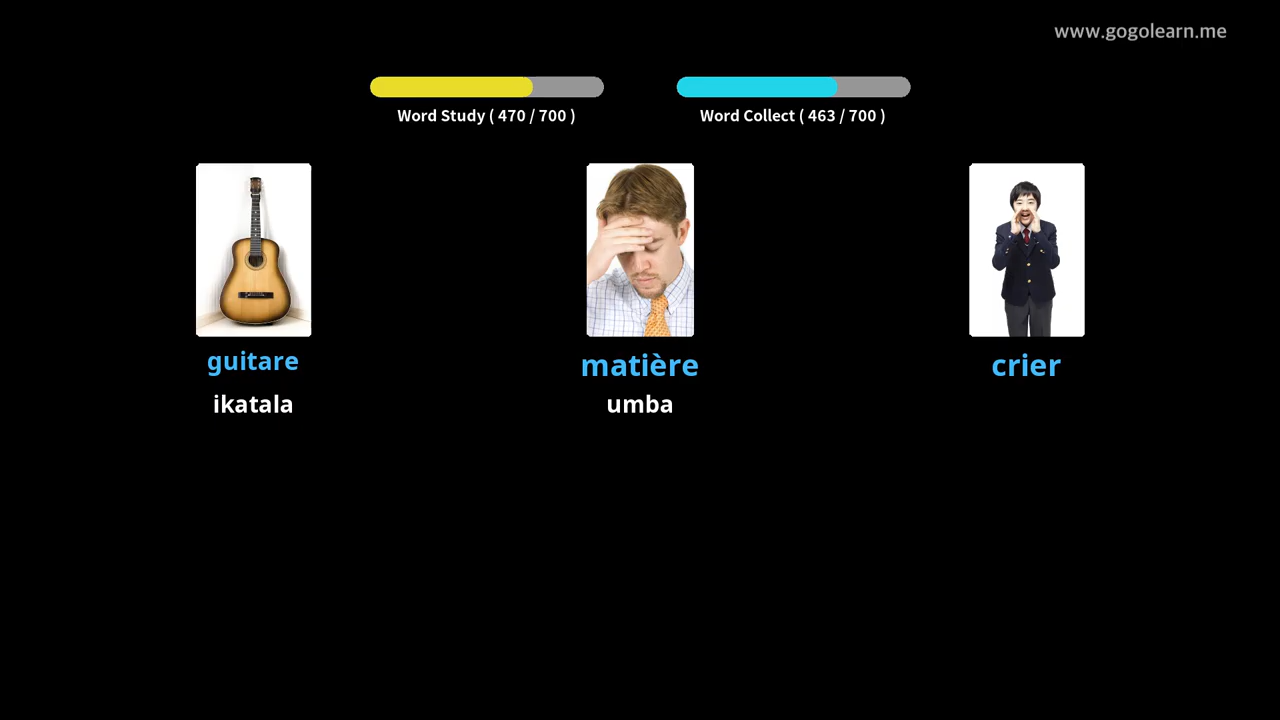 www.gogolearn.me
Word Study ( 470 / 700 )
Word Collect ( 463 / 700 )
guitare
matière
crier
ikatala
umba